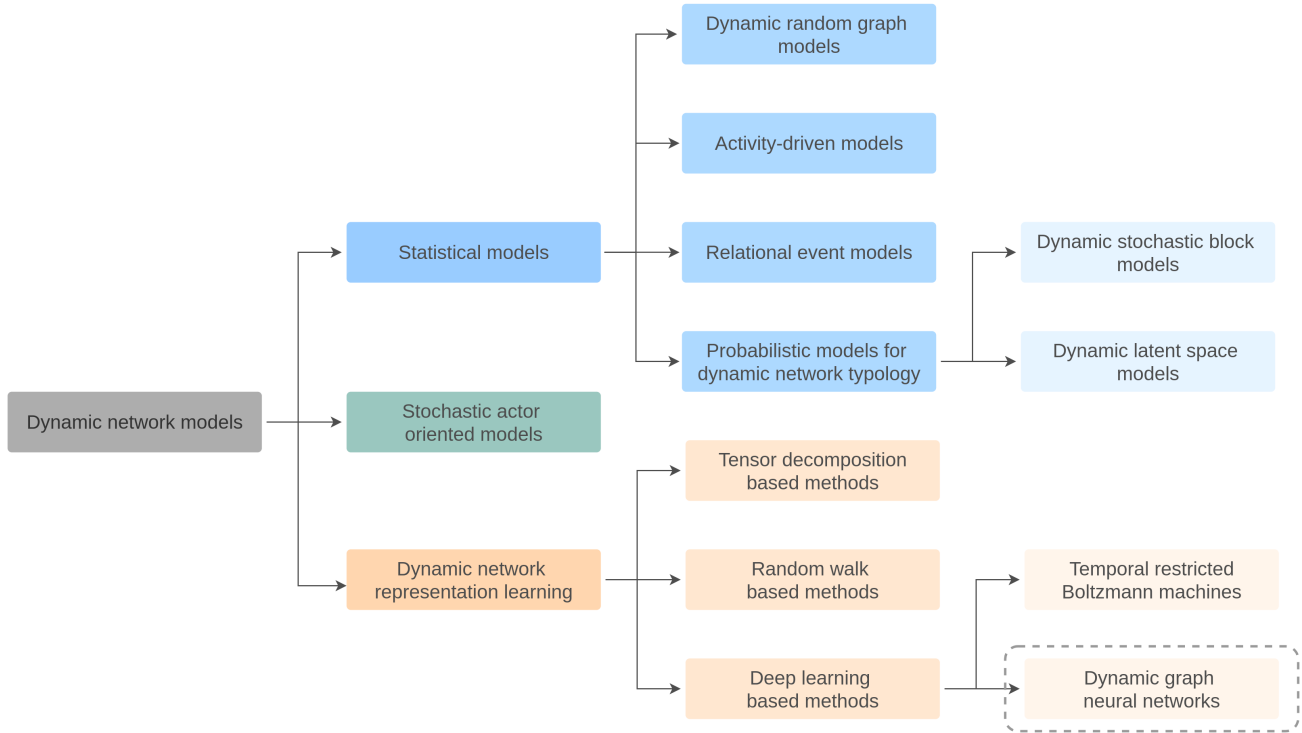 Dynamic random graph
models
Activity-driven models
Statistical models
Relational event models
Dynamic stochastic block
models
Probabilistic models for
dynamic network typology
Dynamic latent space
models
Dynamic network models
Stochastic actor
oriented models
Tensor decomposition
based methods
Dynamic network
representation learning
Random walk
based methods
Temporal restricted
Boltzmann machines
Deep learning
based methods
Dynamic graph
neural networks